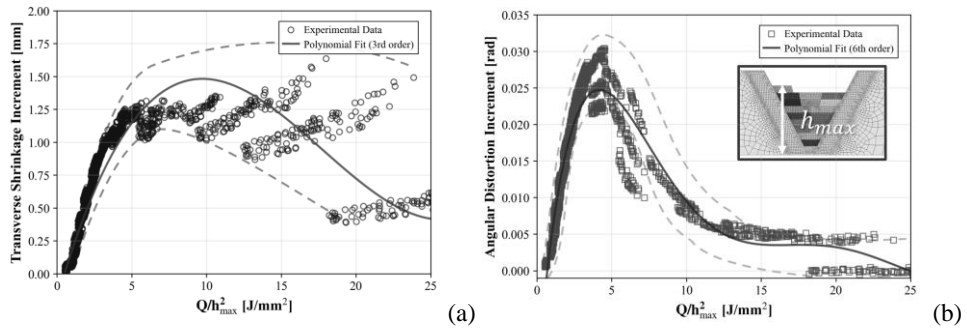 Transverse Shrinkage Increment [mm]
2.00
1.75
1.50
1.25
1.00
0.75
0.50
0.25
0.00
Experimental Data
Polynomial Fit (3rd order)
0
5
10
15
20
25
Q/h²max [J/mm²]
(a)
Angular Distortion Increment [rad]
0.035
0.030
0.025
0.020
0.015
0.010
0.005
0.000
Experimental Data
Polynomial Fit (6th order)
hmax
0
5
10
15
20
25
Q/h²max [J/mm²]
(b)